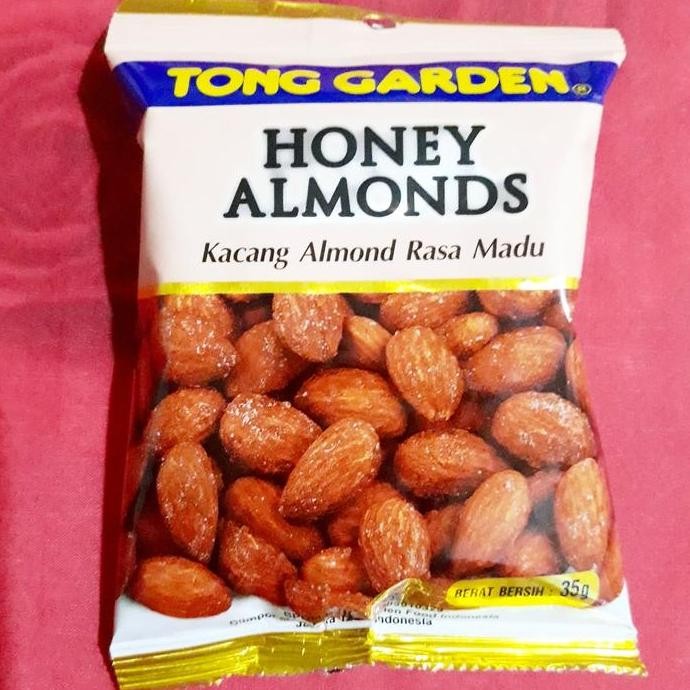 TONG GARDEN®
HONEY
ALMONDS
Kacang Almond Rasa Madu
BERAT BERSIH : 35g
Indonesia